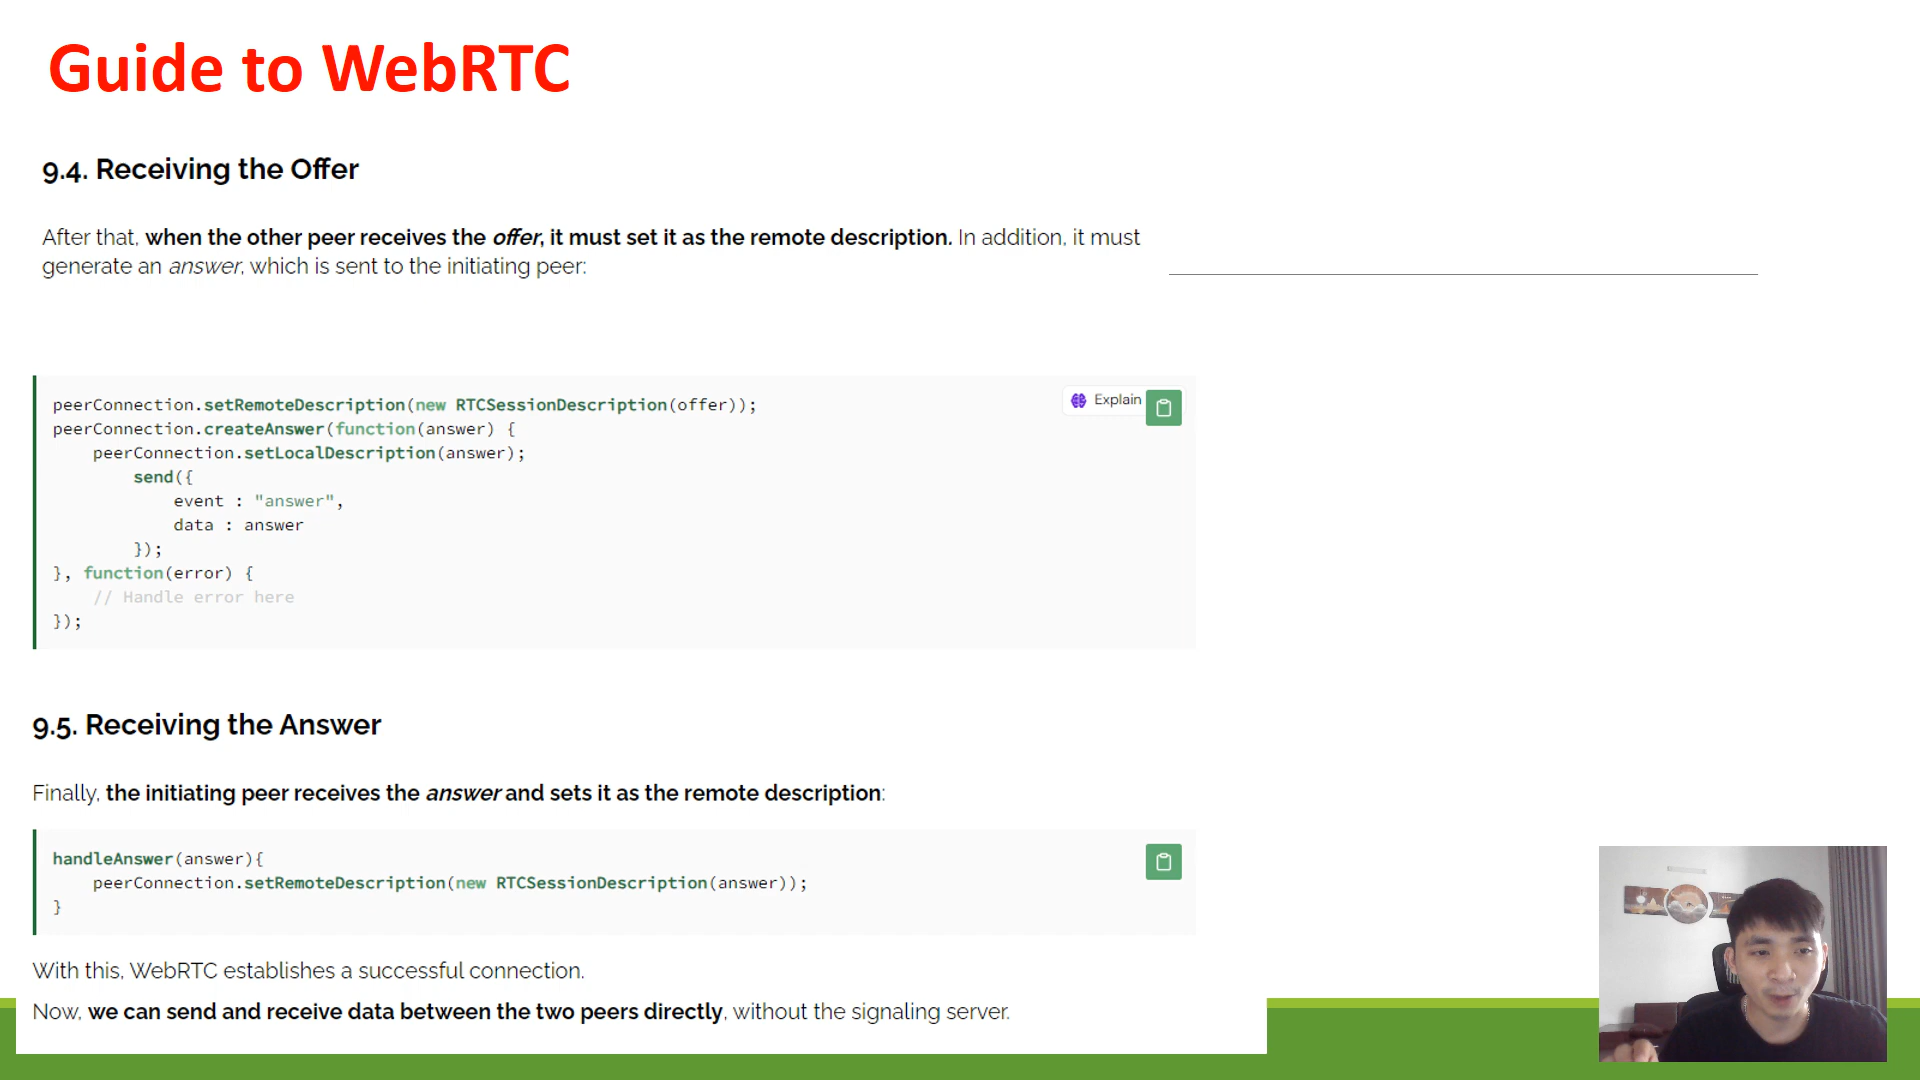 Guide to WebRTC
9.4. Receiving the Offer
After that, when the other peer receives the offer, it must set it as the remote description. In addition, it must
generate an answer, which is sent to the initiating peer:
Explain
peerConnection.setRemoteDescription(new RTCSessionDescription(offer));
peerConnection.createAnswer(function(answer) {
    peerConnection.setLocalDescription(answer);
        send({
            event : "answer",
            data : answer
        });
}, function(error) {
    // Handle error here
});
9.5. Receiving the Answer
Finally, the initiating peer receives the answer and sets it as the remote description:
handleAnswer(answer){
    peerConnection.setRemoteDescription(new RTCSessionDescription(answer));
}
With this, WebRTC establishes a successful connection.
Now, we can send and receive data between the two peers directly, without the signaling server.